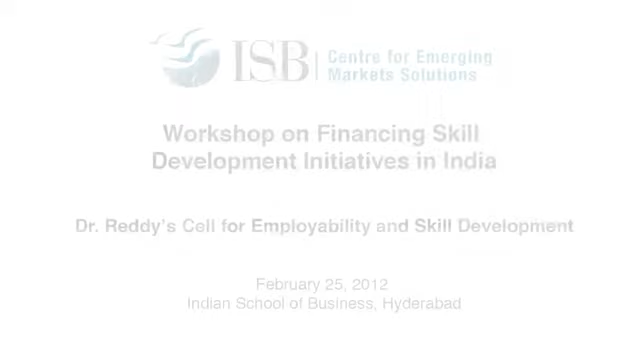 ISB Centre for Emerging
Markets Solutions
Workshop on Financing Skill
Development Initiatives in India
Dr. Reddy's Cell for Employability and Skill Development
February 25, 2012
Indian School of Business, Hyderabad